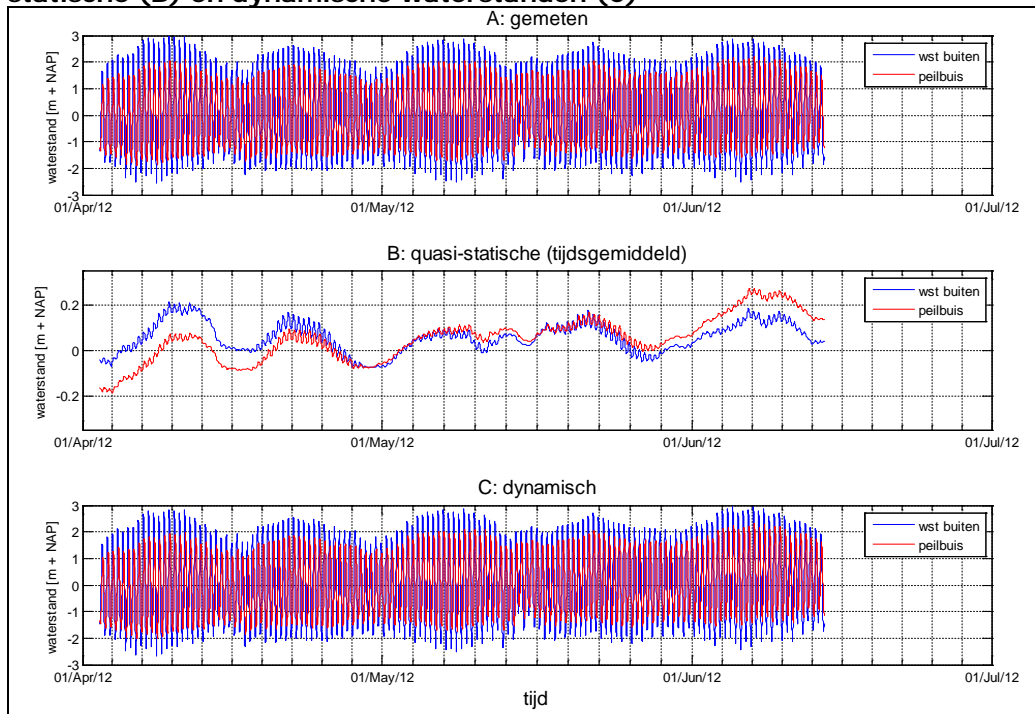 statische (B) en dynamische waterstanden (C)
A: gemeten
3
2
1
0
-1
-2
-3
waterstand [m + NAP]
wst buiten
peilbuis
01/Apr/12 01/May/12 01/Jun/12 01/Jul/12
B: quasi-statische (tijdsgemiddeld)
0.2
0
-0.2
waterstand [m + NAP]
wst buiten
peilbuis
01/Apr/12 01/May/12 01/Jun/12 01/Jul/12
C: dynamisch
3
2
1
0
-1
-2
-3
waterstand [m + NAP]
wst buiten
peilbuis
01/Apr/12 01/May/12 01/Jun/12 01/Jul/12
tijd